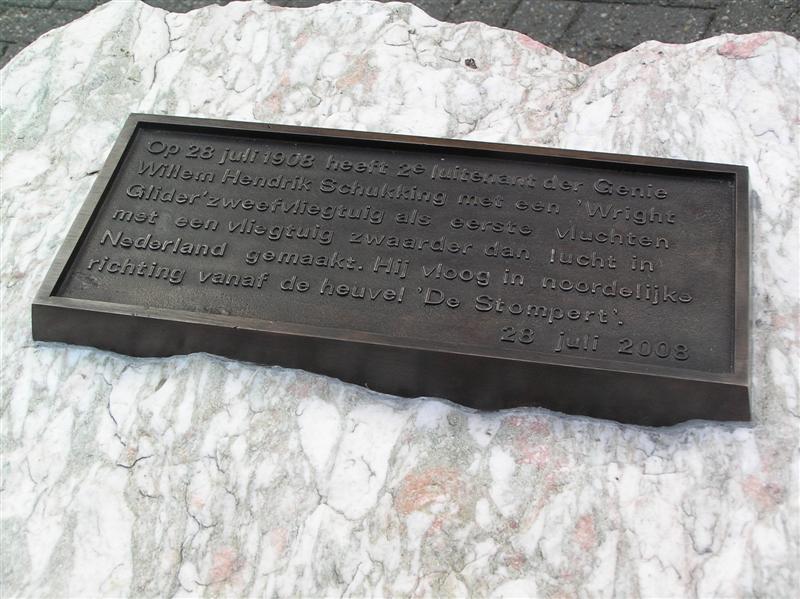 Op 28 juli 1908 heeft 2e luitenant der Genie
Willem Hendrik Schukking met een 'Wright
Glider' zweefvliegtuig als eerste vluchten
met een vliegtuig zwaarder dan lucht in
Nederland gemaakt. Hij vloog in noordelijke
richting vanaf de heuvel 'De Stompert'.
28 juli 2008